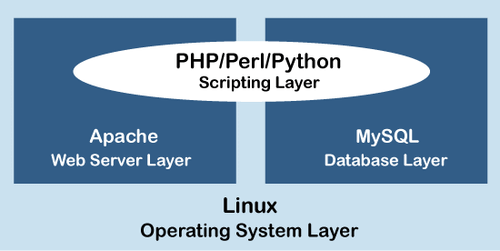 PHP/Perl/Python
Scripting Layer
Apache
Web Server Layer
MySQL
Database Layer
Linux
Operating System Layer